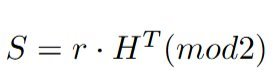 S = r · H^T (mod2)